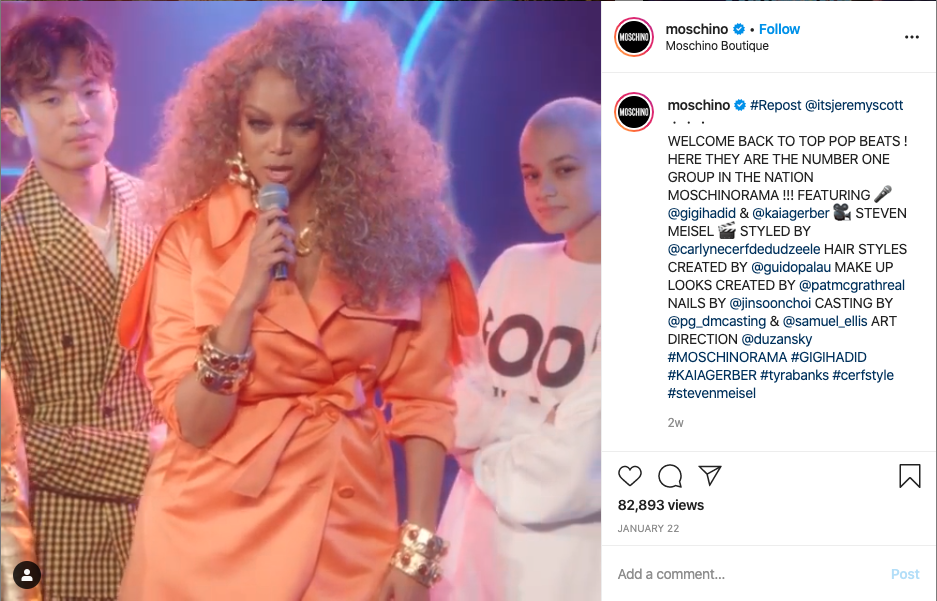 moschino • Follow
Moschino Boutique
MOSCHINO
MOSCHINO
moschino #Repost @itsjeremyscott
・・・
WELCOME BACK TO TOP POP BEATS !
HERE THEY ARE THE NUMBER ONE
GROUP IN THE NATION
MOSCHINORAMA !!! FEATURING 🎤
@gigihadid & @kaiagerber 🎥 STEVEN
MEISEL 🎬 STYLED BY
@carlynecerfdedudzeele HAIR STYLES
CREATED BY @guidopalau MAKE UP
LOOKS CREATED BY @patmcgrathreal
NAILS BY @jinsoonchoi CASTING BY
@pg_dmcasting & @samuel_ellis ART
DIRECTION @duzansky
#MOSCHINORAMA #GIGIHADID
#KAIAGERBER #tyrabanks #cerfstyle
#stevenmeisel
2w
82,893 views
JANUARY 22
Add a comment...
Post